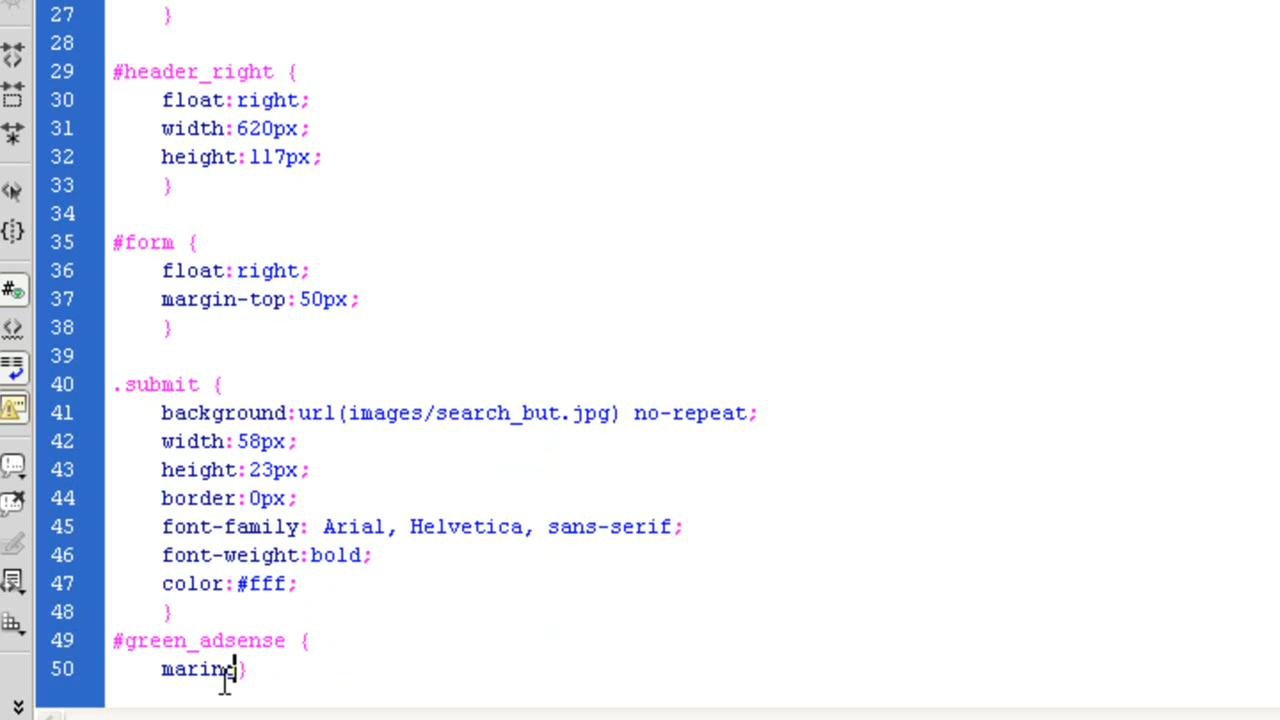 27 }
28
29 #header_right {
30 float:right;
31 width:620px;
32 height:117px;
33 }
34
35 #form {
36 float:right;
37 margin-top:50px;
38 }
39
40 .submit {
41 background:url(images/search_but.jpg) no-repeat;
42 width:58px;
43 height:23px;
44 border:0px;
45 font-family: Arial, Helvetica, sans-serif;
46 font-weight:bold;
47 color:#fff;
48 }
49 #green_adsense {
50 maring}